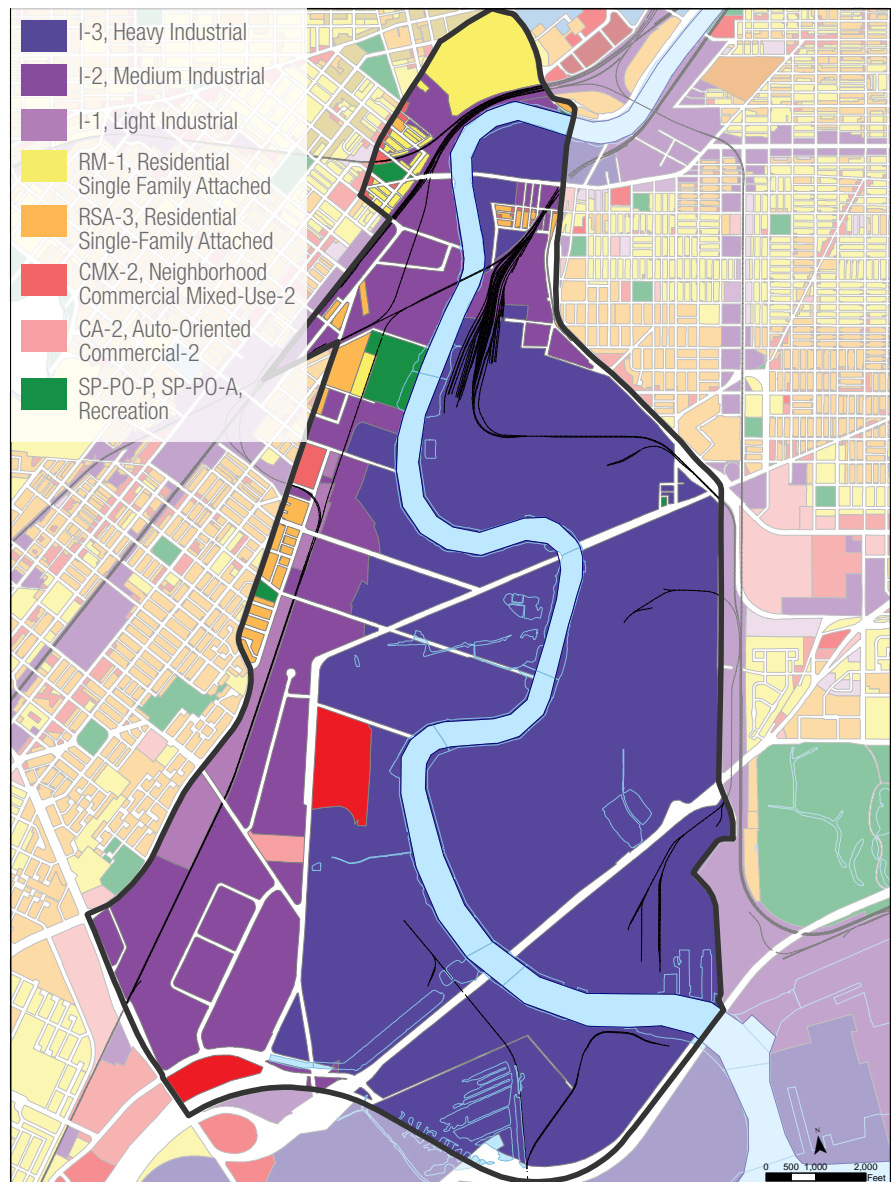 I-3, Heavy Industrial
I-2, Medium Industrial
I-1, Light Industrial
RM-1, Residential
Single Family Attached
RSA-3, Residential
Single-Family Attached
CMX-2, Neighborhood
Commercial Mixed-Use-2
CA-2, Auto-Oriented
Commercial-2
SP-PO-P, SP-PO-A,
Recreation
N
0 500 1,000 2,000
Feet